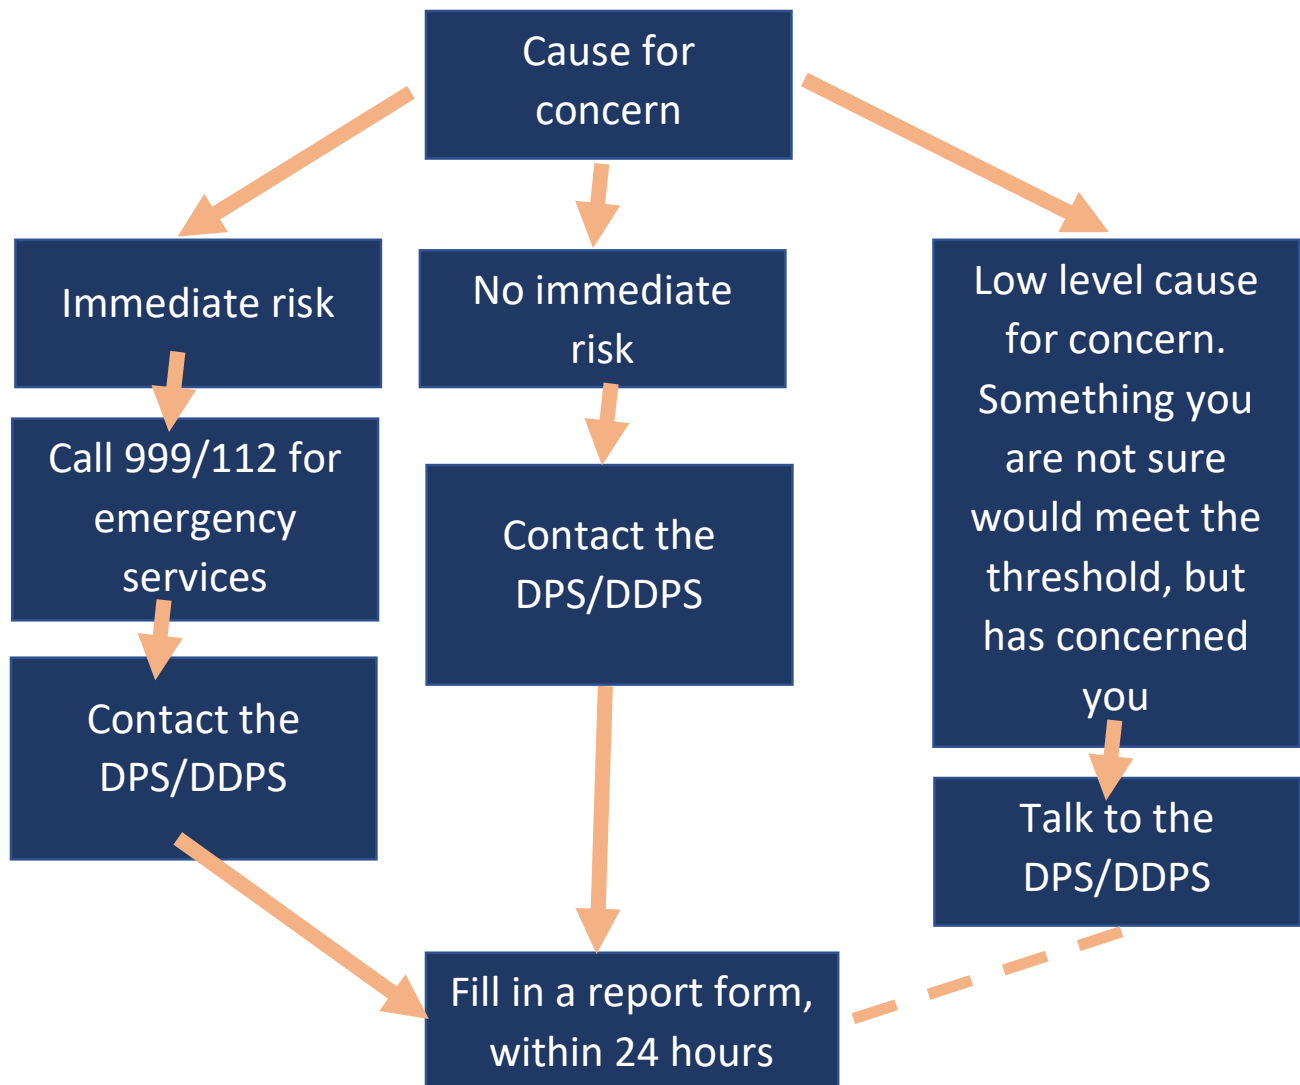 Cause for
concern
Immediate risk
No immediate
risk
Low level cause
for concern.
Something you
are not sure
would meet the
threshold, but
has concerned
you
Call 999/112 for
emergency
services
Contact the
DPS/DDPS
Contact the
DPS/DDPS
Talk to the
DPS/DDPS
Fill in a report form,
within 24 hours